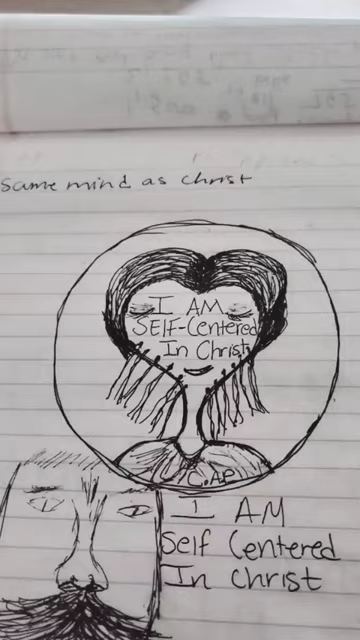 same mind as christ
I AM
SElf-Centered
In Christ
I AM
Self Centered
In Christ